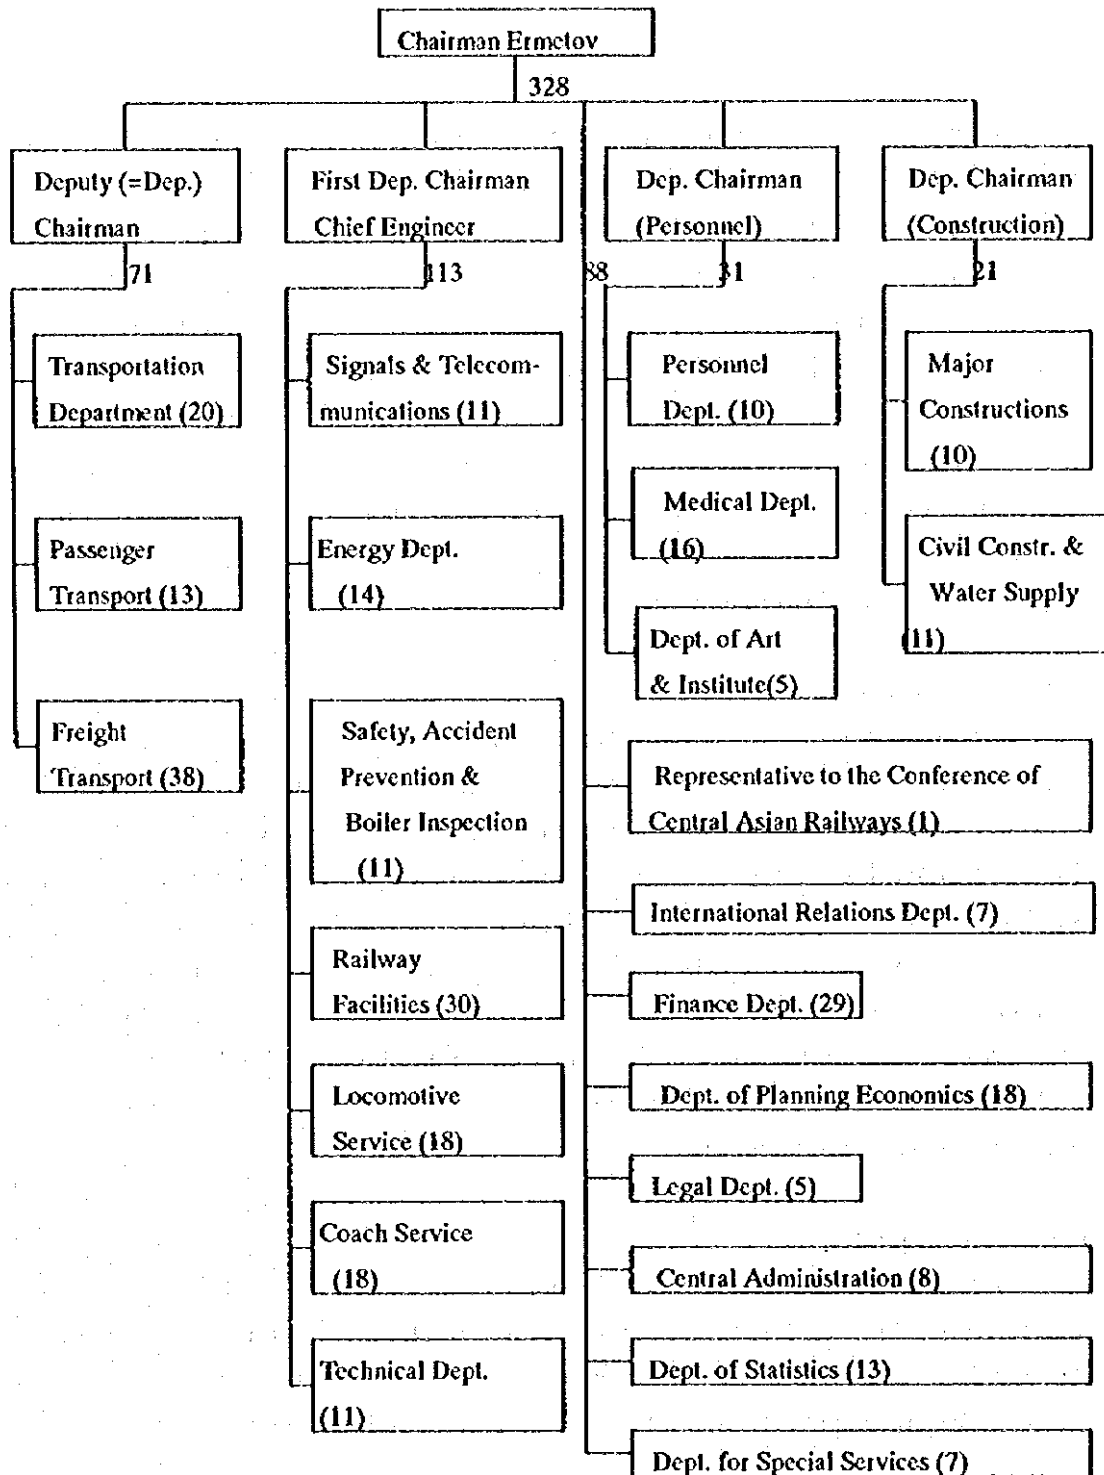 Chairman Ermetov
328
Deputy (=Dep.)
Chairman
71
Transportation
Department (20)
Passenger
Transport (13)
Freight
Transport (38)
First Dep. Chairman
Chief Engineer
113
Signals & Telecom-
munications (11)
Energy Dept.
(14)
Safety, Accident
Prevention &
Boiler Inspection
(11)
Railway
Facilities (30)
Locomotive
Service (18)
Coach Service
(18)
Technical Dept.
(11)
Dep. Chairman
(Personnel)
31
Personnel
Dept. (10)
Medical Dept.
(16)
Dept. of Art
& Institute(5)
Dep. Chairman
(Construction)
21
Major
Constructions
(10)
Civil Constr. &
Water Supply
(11)
88
Representative to the Conference of
Central Asian Railways (1)
International Relations Dept. (7)
Finance Dept. (29)
Dept. of Planning Economics (18)
Legal Dept. (5)
Central Administration (8)
Dept. of Statistics (13)
Dept. for Special Services (7)